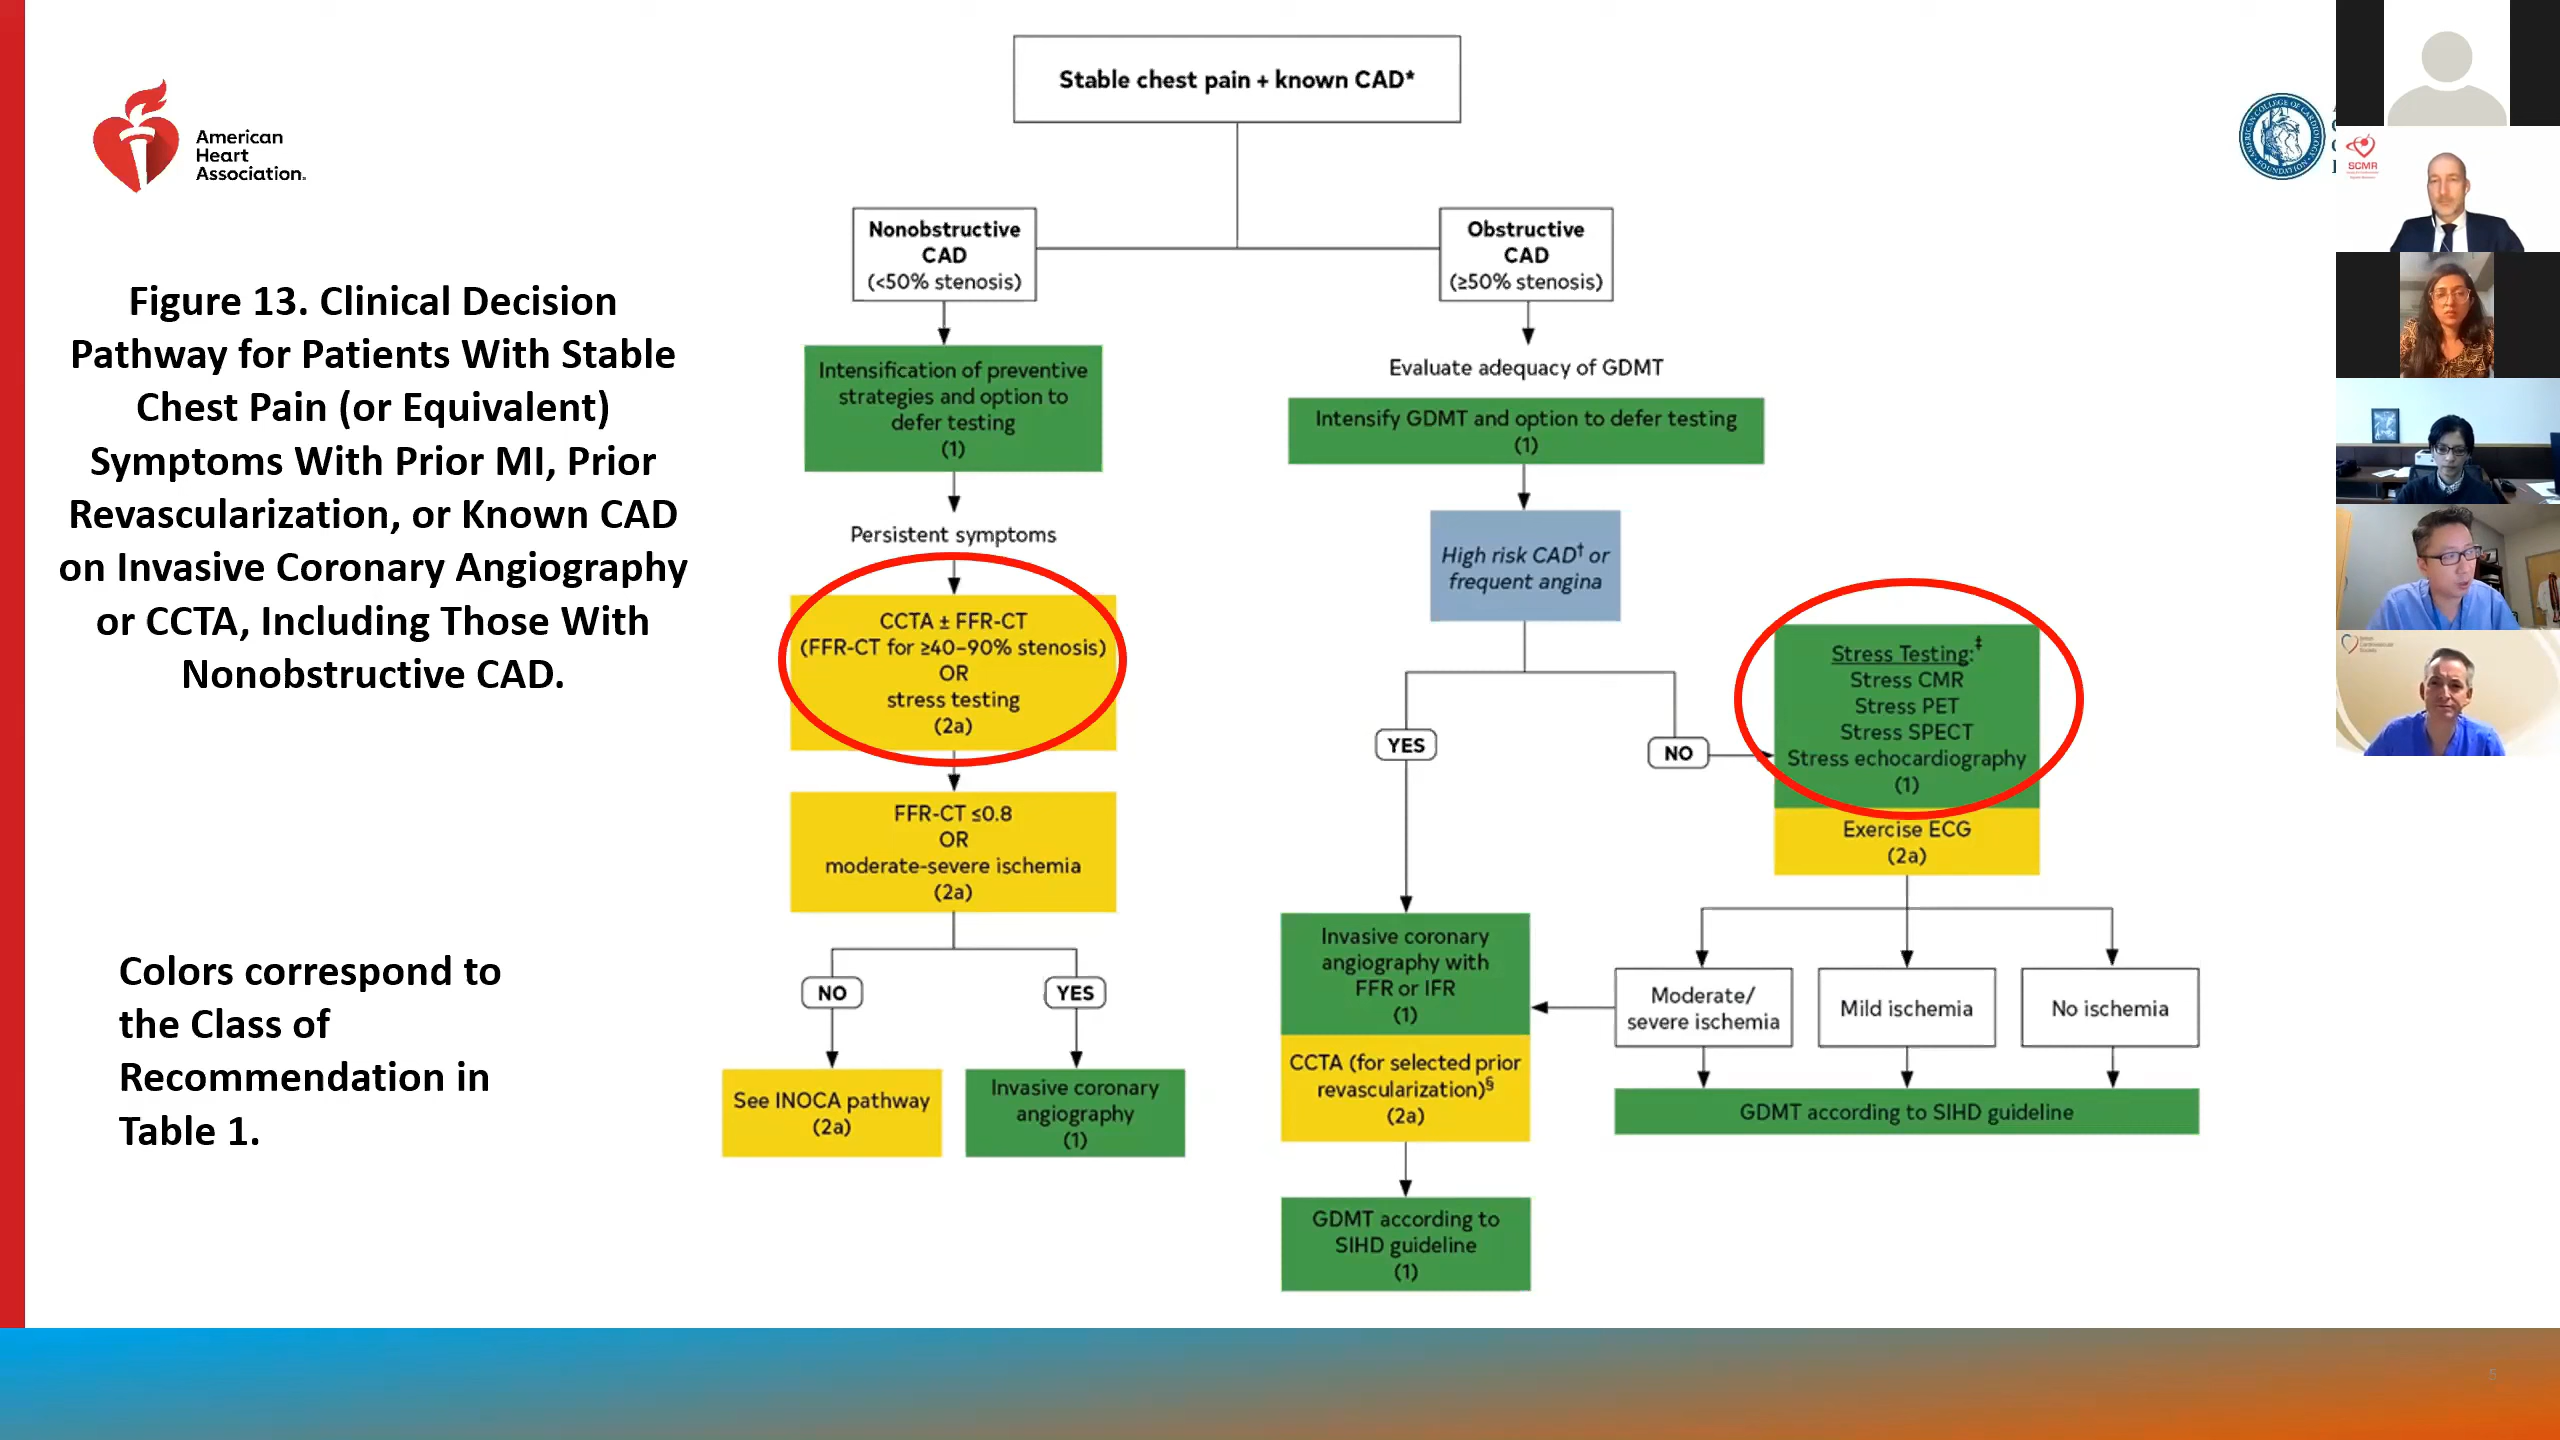 American
Heart
Association.
Stable chest pain + known CAD*
SCMR
Figure 13. Clinical Decision
Pathway for Patients With Stable
Chest Pain (or Equivalent)
Symptoms With Prior MI, Prior
Revascularization, or Known CAD
on Invasive Coronary Angiography
or CCTA, Including Those With
Nonobstructive CAD.
Colors correspond to
the Class of
Recommendation in
Table 1.
Nonobstructive
CAD
(<50% stenosis)
Intensification of preventive
strategies and option to
defer testing
(1)
Persistent symptoms
CCTA ± FFR-CT
(FFR-CT for ≥40–90% stenosis)
OR
stress testing
(2a)
FFR-CT ≤0.8
OR
moderate-severe ischemia
(2a)
NO
YES
See INOCA pathway
(2a)
Invasive coronary
angiography
(1)
Obstructive
CAD
(≥50% stenosis)
Evaluate adequacy of GDMT
Intensify GDMT and option to defer testing
(1)
High risk CAD† or
frequent angina
YES
NO
Stress Testing:‡
Stress CMR
Stress PET
Stress SPECT
Stress echocardiography
(1)
Exercise ECG
(2a)
Invasive coronary
angiography with
FFR or IFR
(1)
CCTA (for selected prior
revascularization)§
(2a)
GDMT according to
SIHD guideline
(1)
Moderate/
severe ischemia
Mild ischemia
No ischemia
GDMT according to SIHD guideline
5